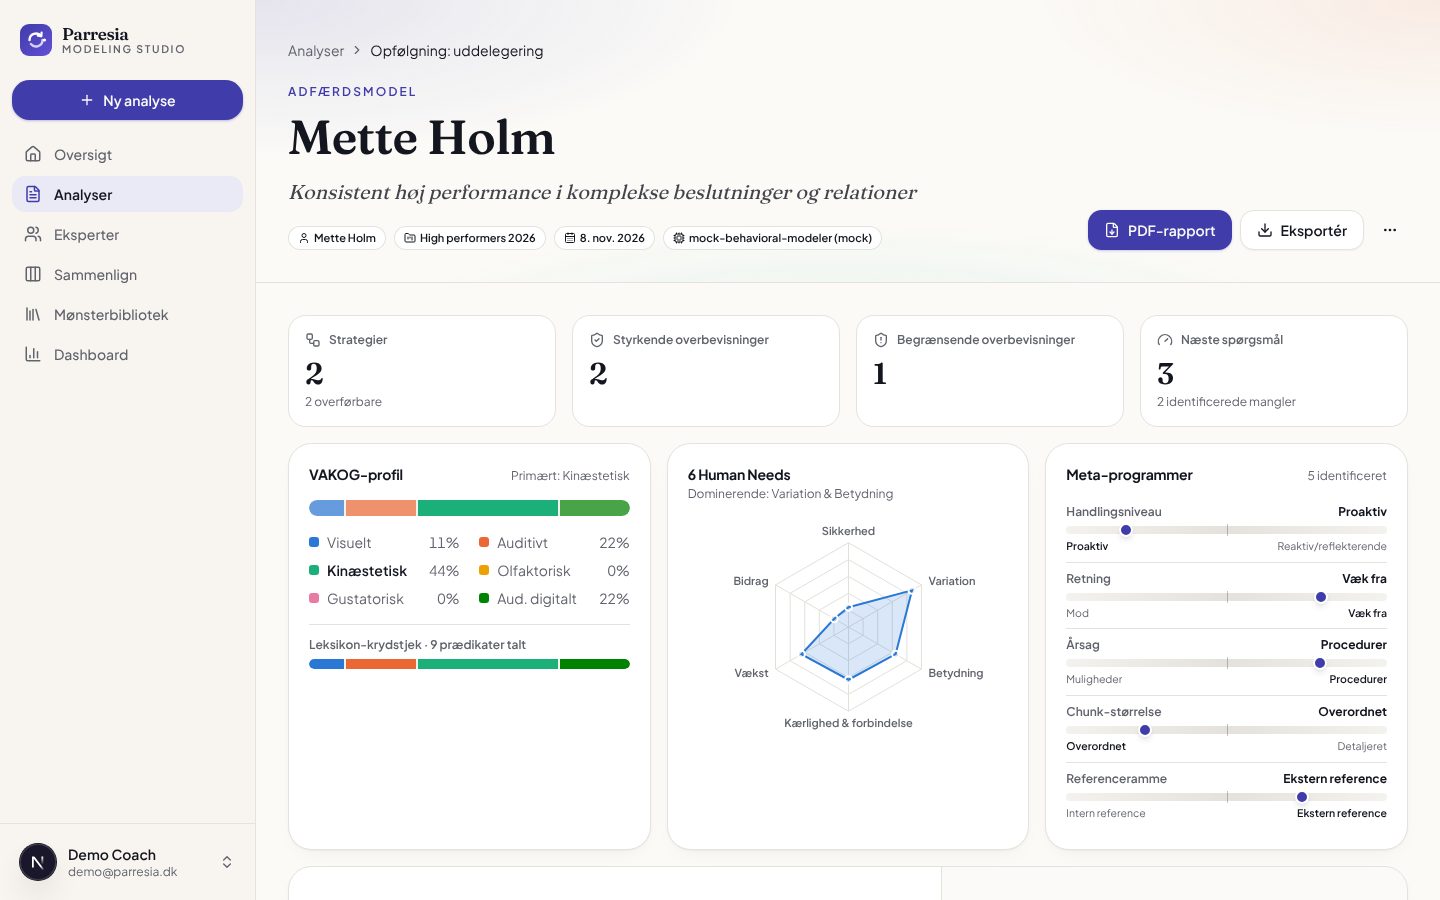 Parresia
MODELING STUDIO
Ny analyse
Oversigt
Analyser
Eksperter
Sammenlign
Mønsterbibliotek
Dashboard
N
Demo Coach
demo@parresia.dk
Analyser > Opfølgning: uddelegering
ADFÆRDSMODEL
Mette Holm
Konsistent høj performance i komplekse beslutninger og relationer
Mette Holm High performers 2026 8. nov. 2026 mock-behavioral-modeler (mock)
PDF-rapport Eksportér
Strategier
2
2 overførbare
Styrkende overbevisninger
2
Begrænsende overbevisninger
1
Næste spørgsmål
3
2 identificerede mangler
VAKOG-profil Primært: Kinæstetisk
Visuelt 11% Auditivt 22%
Kinæstetisk 44% Olfaktorisk 0%
Gustatorisk 0% Aud. digitalt 22%
Leksikon-krydstjek · 9 prædikater talt
6 Human Needs
Dominerende: Variation & Betydning
Sikkerhed
Bidrag Variation
Vækst Betydning
Kærlighed & forbindelse
Meta-programmer 5 identificeret
Handlingsniveau Proaktiv
Proaktiv Reaktiv/reflekterende
Retning Væk fra
Mod Væk fra
Årsag Procedurer
Muligheder Procedurer
Chunk-størrelse Overordnet
Overordnet Detaljeret
Referenceramme Ekstern reference
Intern reference Ekstern reference